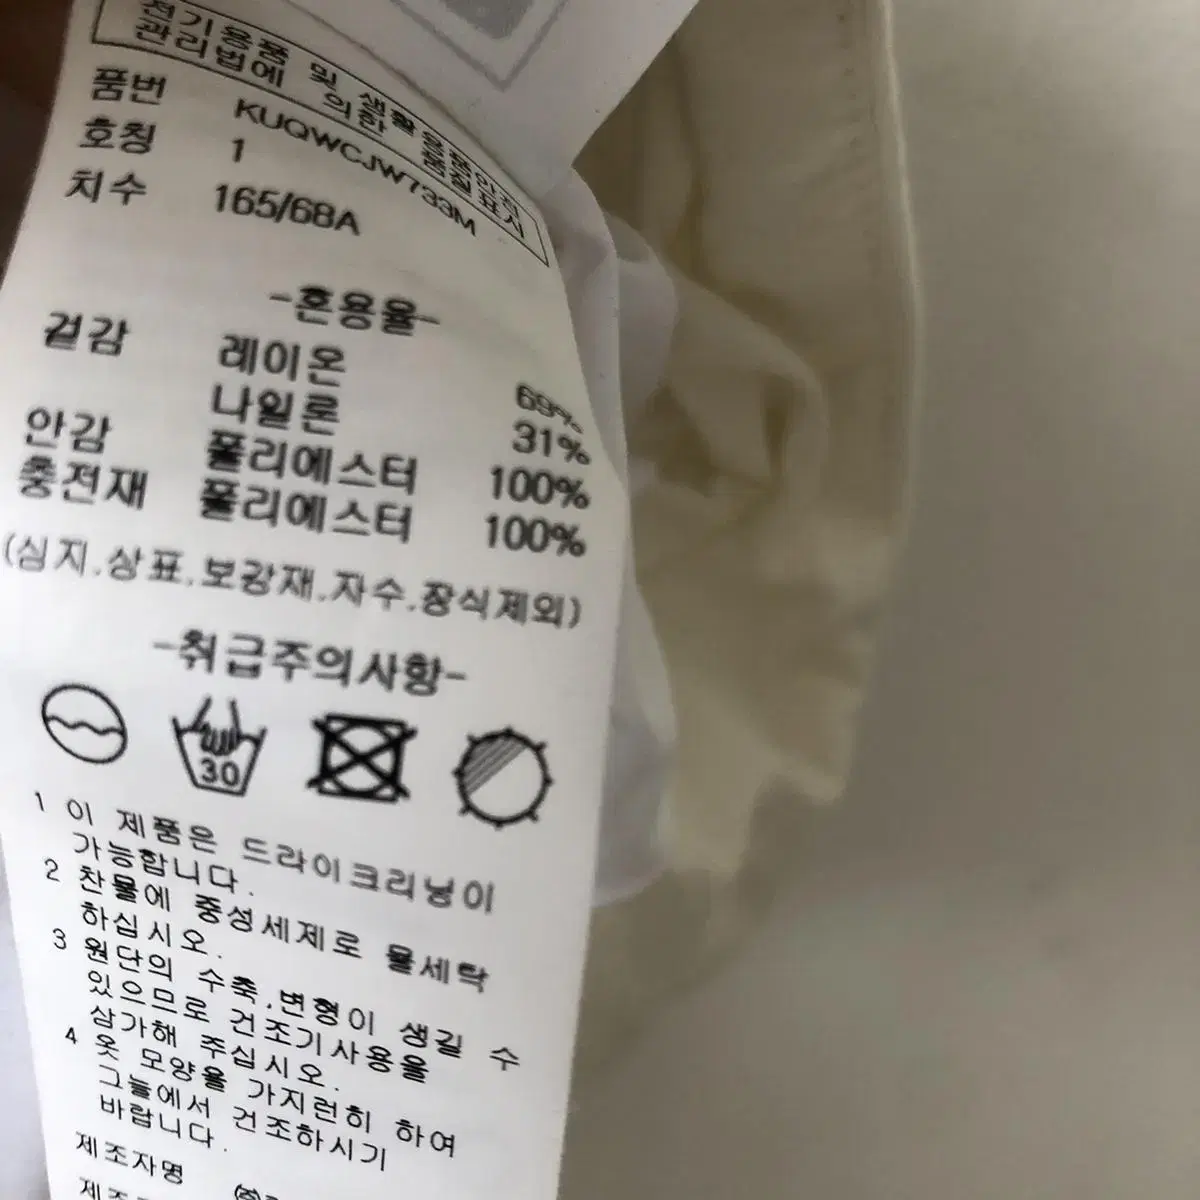 전기용품 및 생활용품안전
관리법에 의한 품질표시
품번 KUQWCJW733M
호칭 1
치수 165/68A
-혼용율-
겉감 레이온 69%
나일론 31%
안감 폴리에스터 100%
충전재 폴리에스터 100%
(심지.상표.보강재.자수.장식제외)
-취급주의사항-
30
1 이 제품은 드라이크리닝이
가능합니다.
2 찬물에 중성세제로 물세탁
하십시오.
3 원단의 수축,변형이 생길 수
있으므로 건조기사용을
삼가해 주십시오.
4 옷 모양을 가지런히 하여
그늘에서 건조하시기
바랍니다.
제조자명